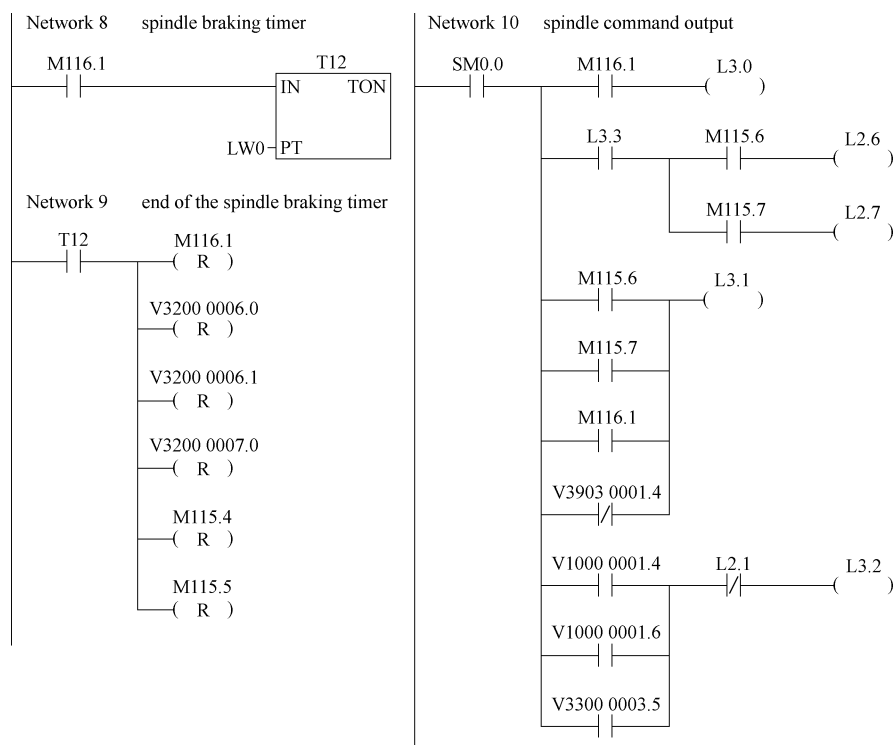 Network 8 spindle braking timer
M116.1
T12
IN TON
LW0 PT
Network 9 end of the spindle braking timer
T12
M116.1
( R )
V3200 0006.0
( R )
V3200 0006.1
( R )
V3200 0007.0
( R )
M115.4
( R )
M115.5
( R )
Network 10 spindle command output
SM0.0 M116.1 L3.0
( )
L3.3 M115.6 L2.6
( )
M115.7 L2.7
( )
M115.6 L3.1
( )
M115.7
M116.1
V3903 0001.4
V1000 0001.4 L2.1 L3.2
( )
V1000 0001.6
V3300 0003.5